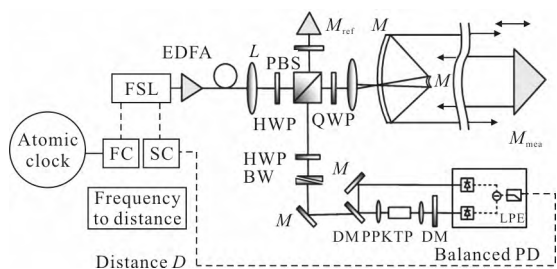 M_ref
EDFA
L
M
PBS
FSL
M
HWP
QWP
M_mea
Atomic
clock
FC
SC
HWP
BW
M
Frequency
to distance
LPE
M
DM PPKTP
DM
Balanced PD
Distance D